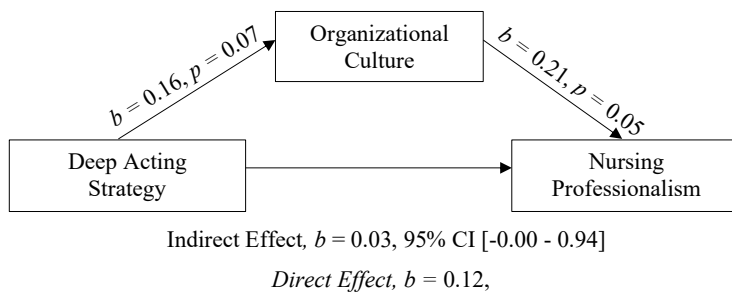 Organizational
Culture
b = 0.16, p = 0.07
b = 0.21, p = 0.05
Deep Acting
Strategy
Nursing
Professionalism
Indirect Effect, b = 0.03, 95% CI [-0.00 - 0.94]
Direct Effect, b = 0.12,